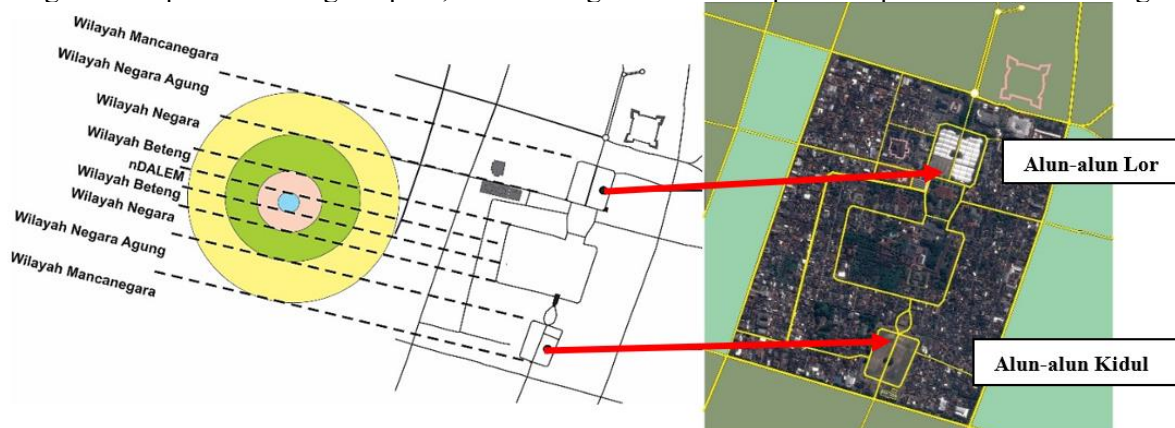 Wilayah Mancanegara
Wilayah Negara Agung
Wilayah Negara
Wilayah Beteng
nDALEM
Wilayah Beteng
Wilayah Negara
Wilayah Negara Agung
Wilayah Mancanegara
Alun-alun Lor
Alun-alun Kidul